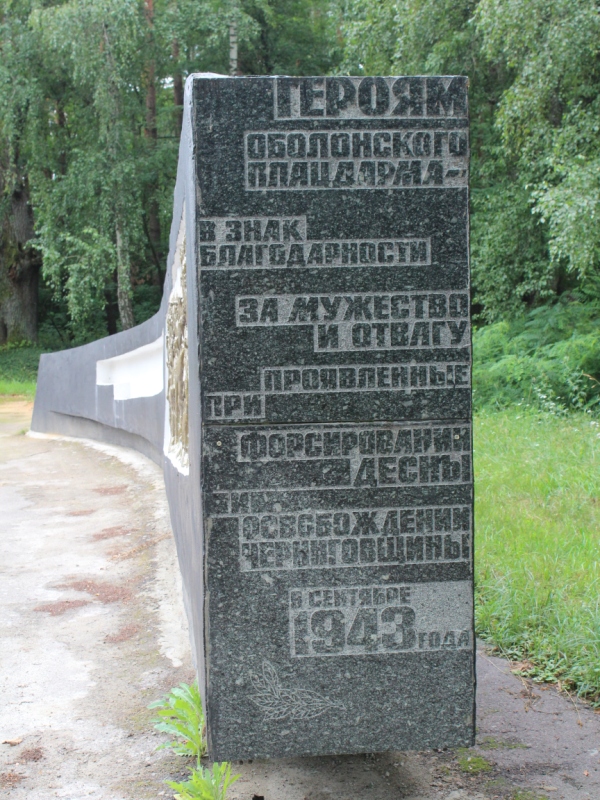 ГЕРОЯМ
ОБОЛОНСКОГО
ПЛАЦДАРМА-
В ЗНАК
БЛАГОДАРНОСТИ
ЗА МУЖЕСТВО
И ОТВАГУ
ПРОЯВЛЕННЫЕ
ПРИ
ФОРСИРОВАНИИ
ДЕСНЫ
И
ОСВОБОЖДЕНИИ
ЧЕРНИГОВЩИНЫ
В СЕНТЯБРЕ
1943 ГОДА